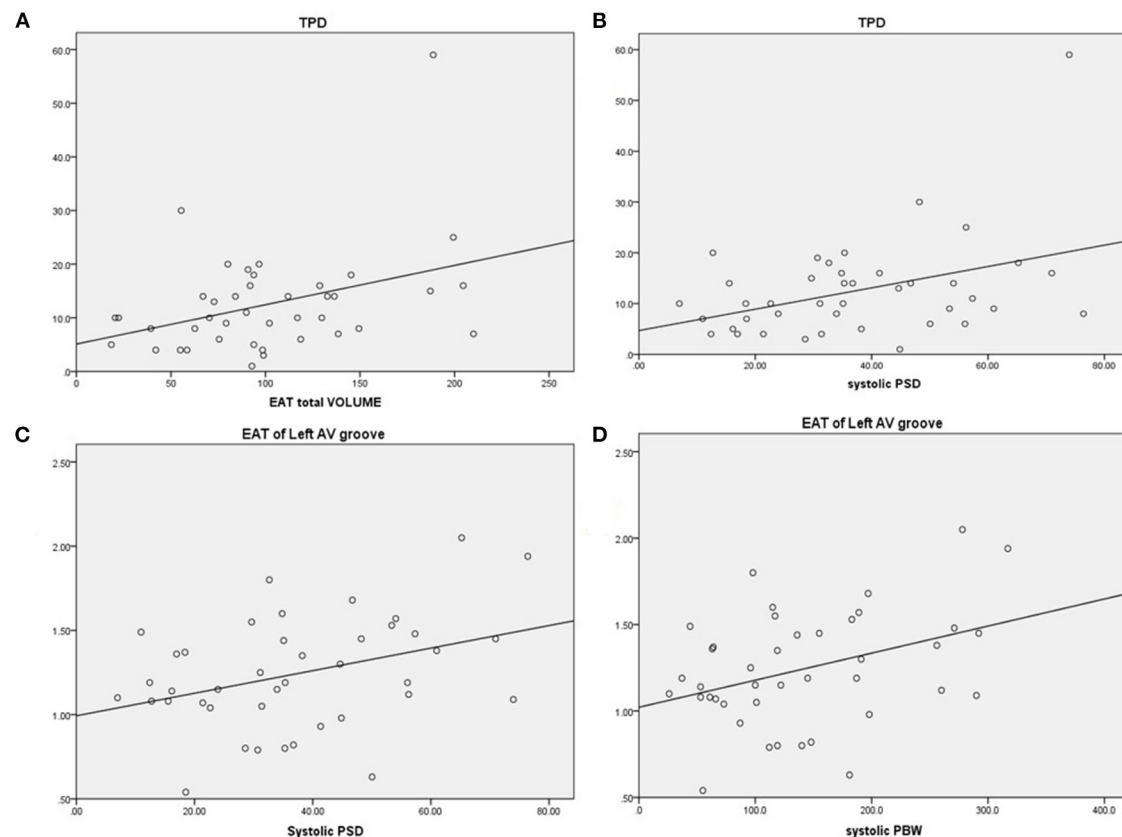 A
TPD
60.0
50.0
40.0
30.0
20.0
10.0
.0
0 50 100 150 200 250
EAT total VOLUME
B
TPD
60.0
50.0
40.0
30.0
20.0
10.0
.0
.00 20.00 40.00 60.00 80.00
systolic PSD
C
EAT of Left AV groove
2.50
2.00
1.50
1.00
.50
.00 20.00 40.00 60.00 80.00
Systolic PSD
D
EAT of Left AV groove
2.50
2.00
1.50
1.00
.50
.0 100.0 200.0 300.0 400.0
systolic PBW